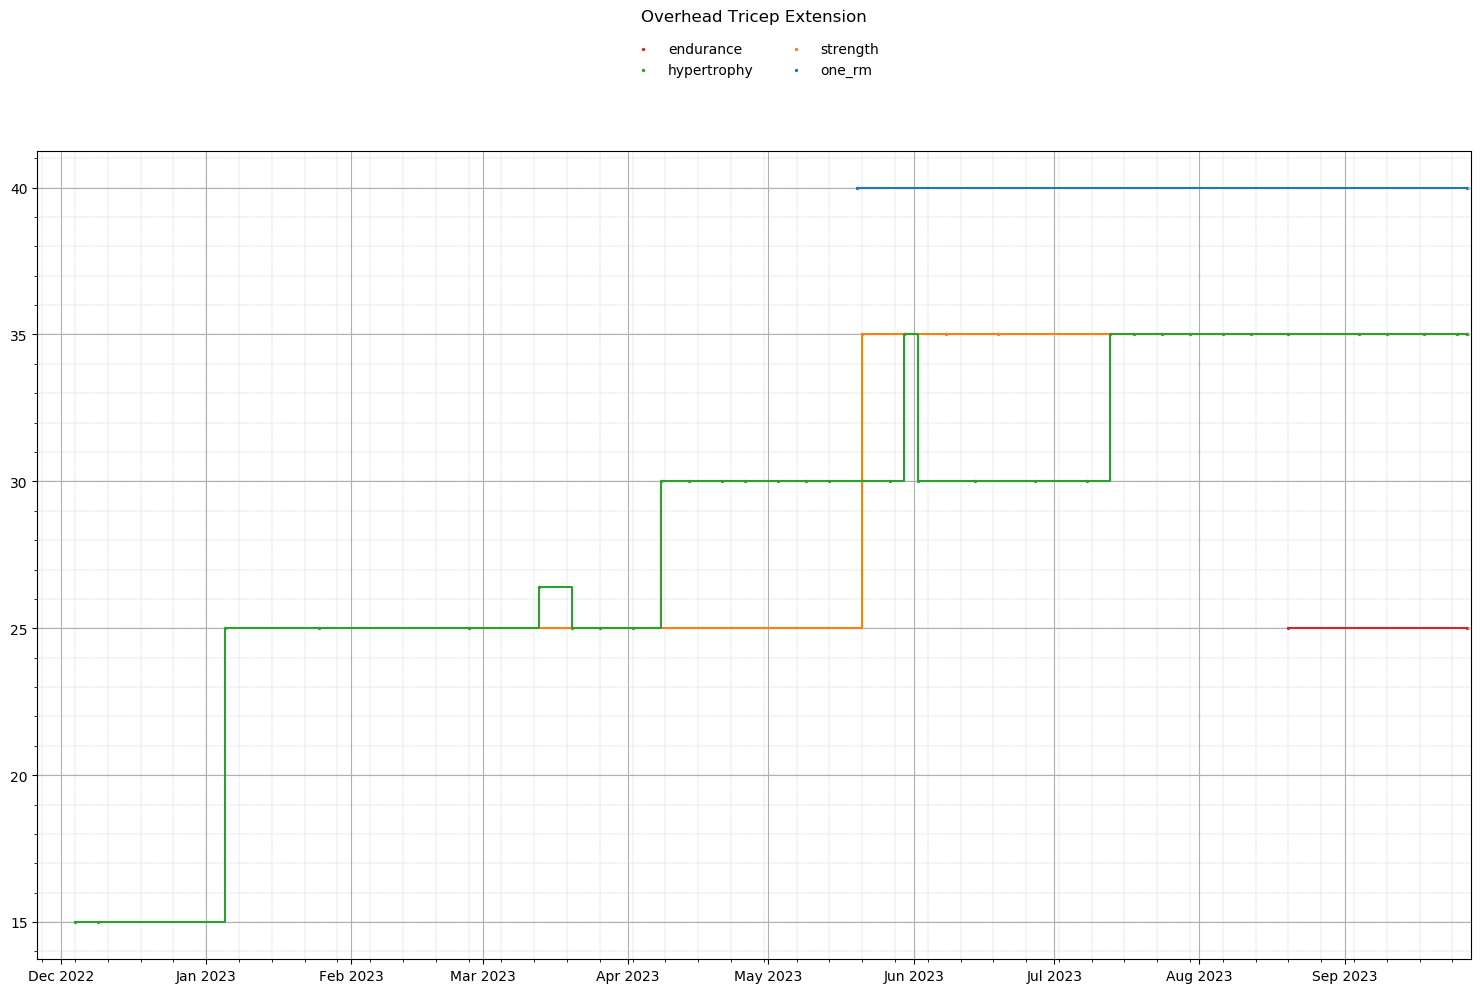 Overhead Tricep Extension
endurance strength
hypertrophy one_rm
40
35
30
25
20
15
Dec 2022 Jan 2023 Feb 2023 Mar 2023 Apr 2023 May 2023 Jun 2023 Jul 2023 Aug 2023 Sep 2023